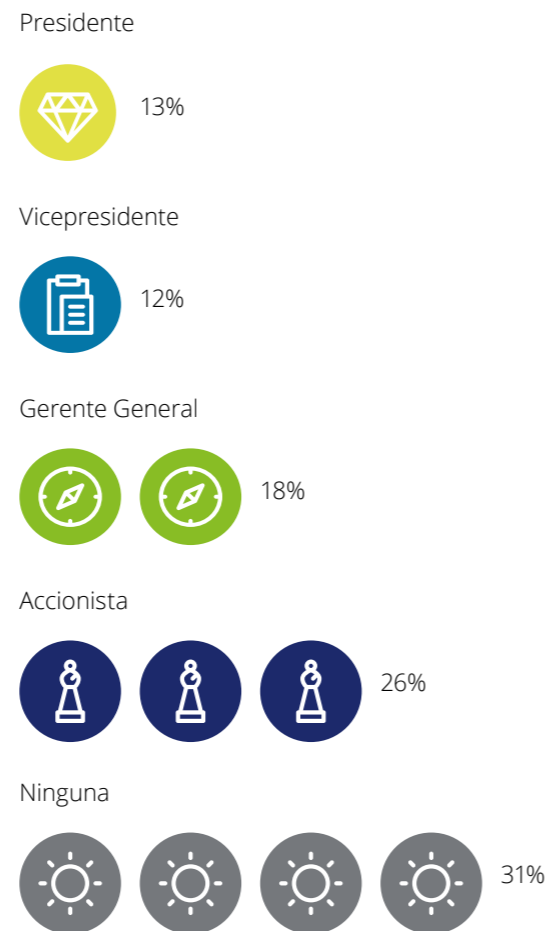 Presidente
13%
Vicepresidente
12%
Gerente General
18%
Accionista
26%
Ninguna
31%